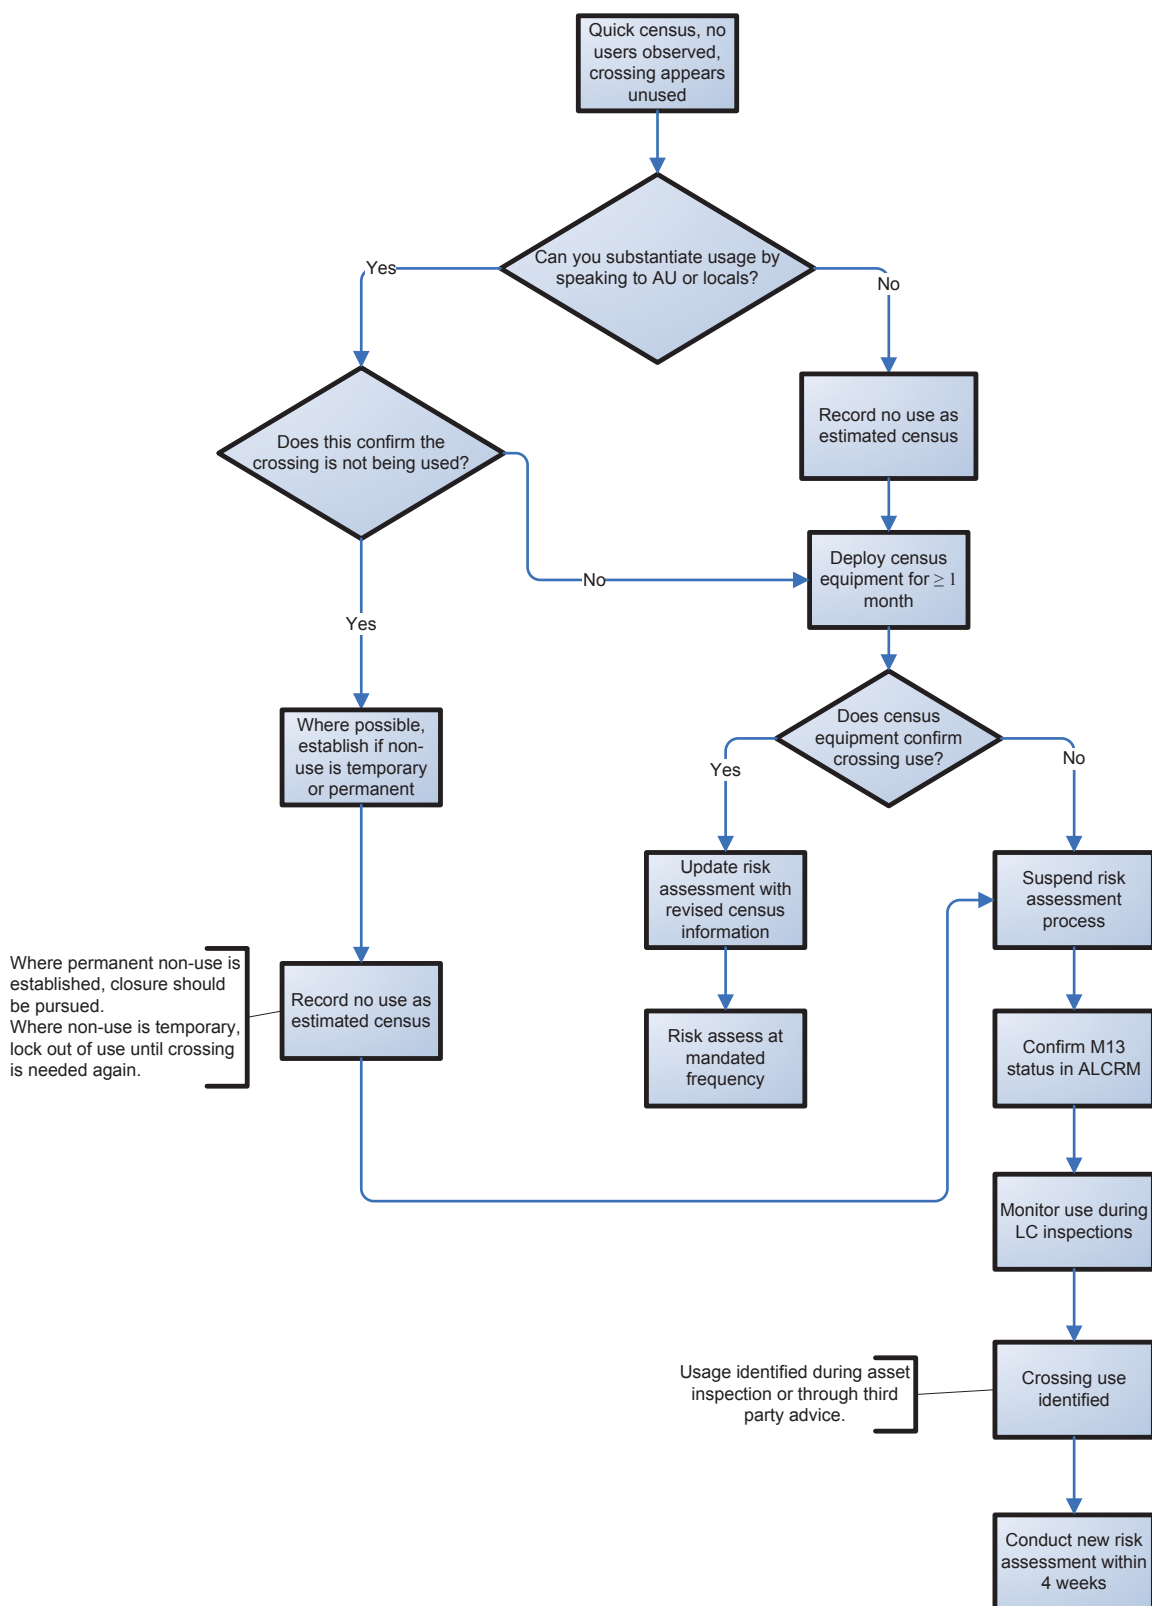 Quick census, no
users observed,
crossing appears
unused
Can you substantiate usage by
speaking to AU or locals?
Yes
No
Does this confirm the
crossing is not being used?
Record no use as
estimated census
Deploy census
equipment for ≥ 1
month
No
Yes
Where possible,
establish if non-
use is temporary
or permanent
Does census
equipment confirm
crossing use?
Yes
No
Update risk
assessment with
revised census
information
Suspend risk
assessment
process
Where permanent non-use is
established, closure should
be pursued.
Where non-use is temporary,
lock out of use until crossing
is needed again.
Record no use as
estimated census
Risk assess at
mandated
frequency
Confirm M13
status in ALCRM
Monitor use during
LC inspections
Usage identified during asset
inspection or through third
party advice.
Crossing use
identified
Conduct new risk
assessment within
4 weeks